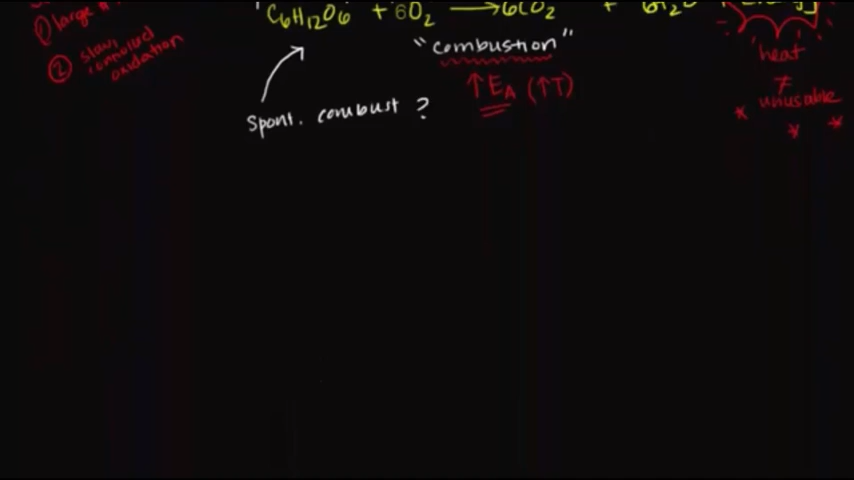 C6H12O6 + 6O2 → 6CO2 +
① large
② slow, controlled oxidation
"combustion"
↑EA (↑T)
Spont. combust ?
"heat"
≠
unusable
* * *